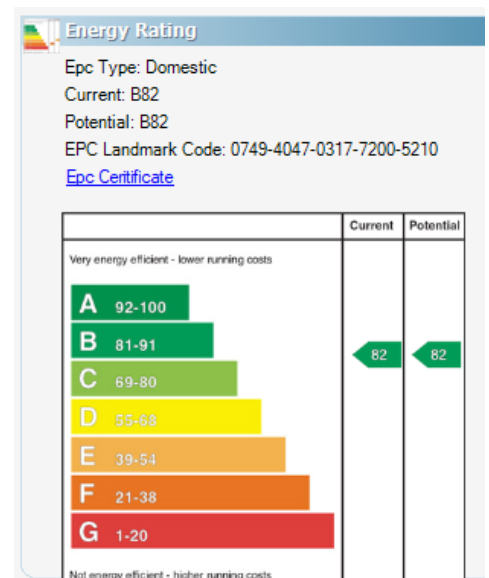 Energy Rating
Epc Type: Domestic
Current: B82
Potential: B82
EPC Landmark Code: 0749-4047-0317-7200-5210
Epc Ceritificate
Current Potential
Very energy efficient - lower running costs
A 92-100
B 81-91
82 82
C 69-80
D 55-68
E 39-54
F 21-38
G 1-20
Not energy efficient - higher running costs